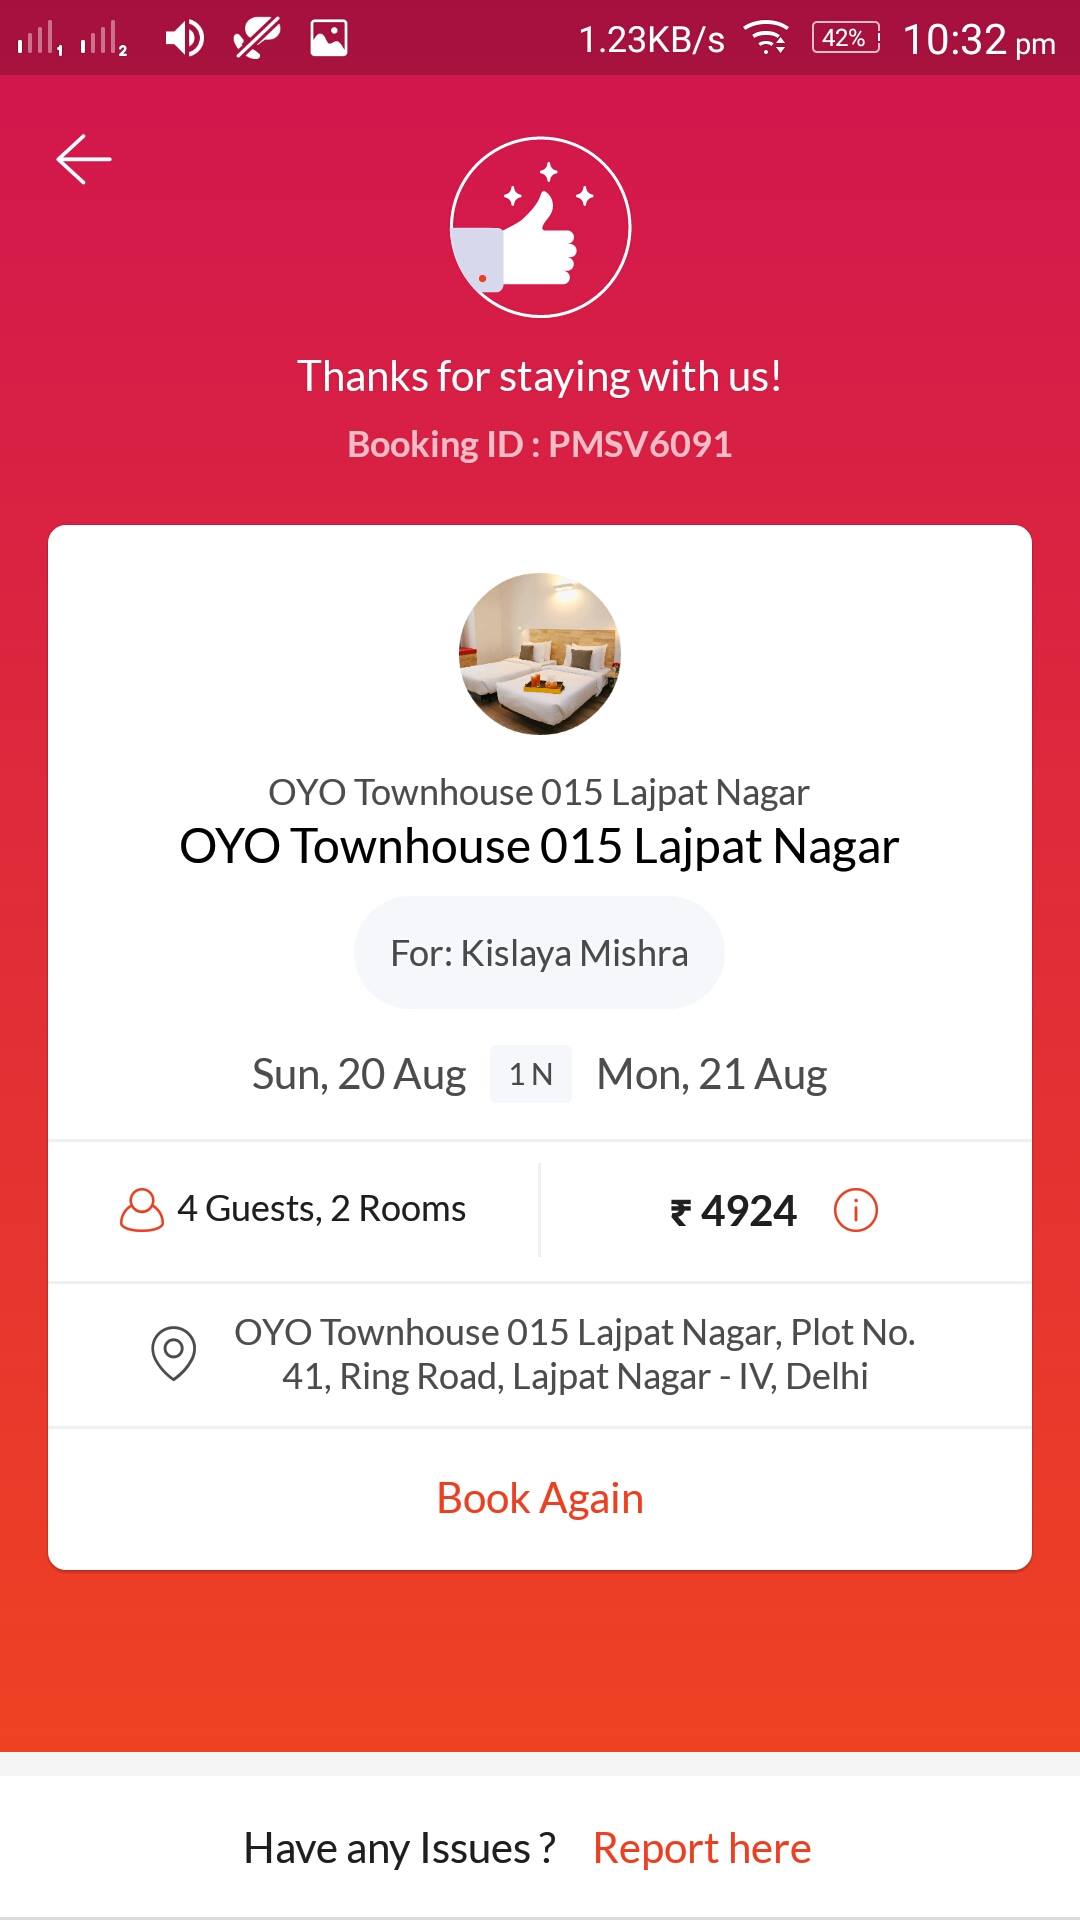 1 2 1.23KB/s 42% 10:32 pm
Thanks for staying with us!
Booking ID : PMSV6091
OYO Townhouse 015 Lajpat Nagar
OYO Townhouse 015 Lajpat Nagar
For: Kislaya Mishra
Sun, 20 Aug 1 N Mon, 21 Aug
4 Guests, 2 Rooms ₹ 4924
OYO Townhouse 015 Lajpat Nagar, Plot No.
41, Ring Road, Lajpat Nagar - IV, Delhi
Book Again
Have any Issues ? Report here